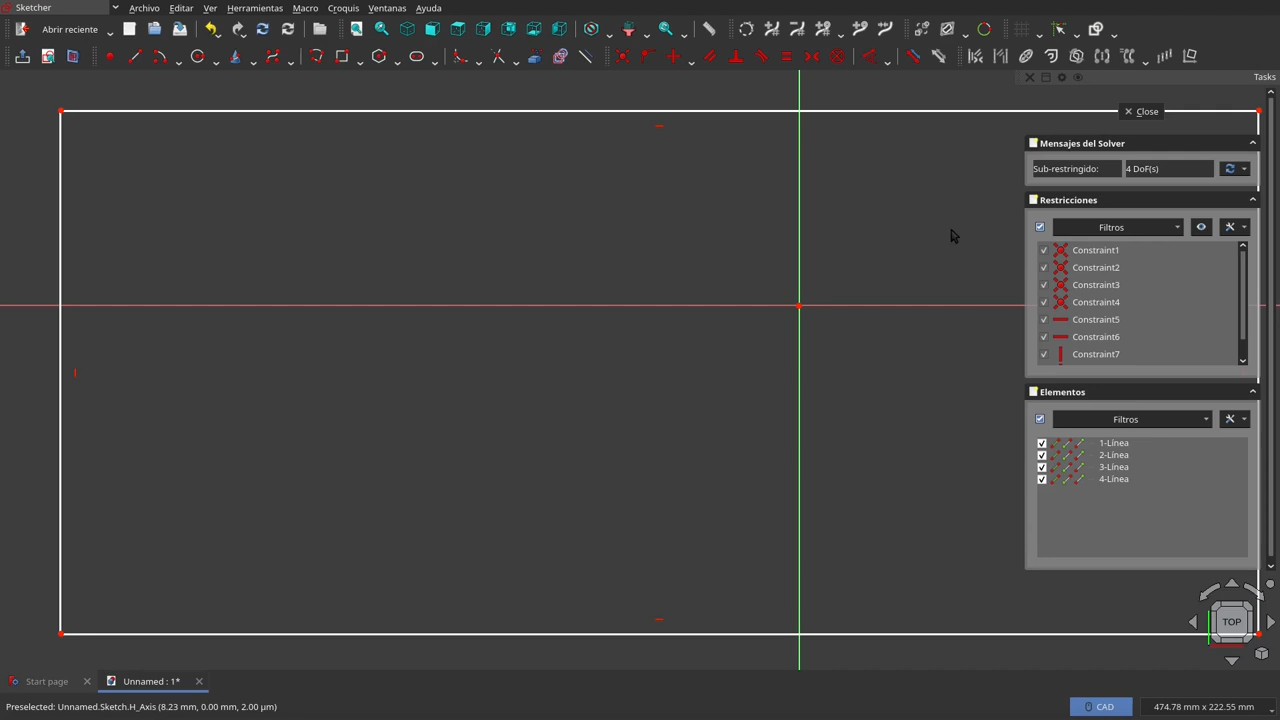 Sketcher
Archivo Editar Ver Herramientas Macro Croquis Ventanas Ayuda
Abrir reciente
Tasks
Close
Mensajes del Solver
Sub-restringido: 4 DoF(s)
Restricciones
Filtros
Constraint1
Constraint2
Constraint3
Constraint4
Constraint5
Constraint6
Constraint7
Elementos
Filtros
1-Línea
2-Línea
3-Línea
4-Línea
TOP
Start page
Unnamed : 1*
Preselected: Unnamed.Sketch.H_Axis (8.23 mm, 0.00 mm, 2.00 µm)
CAD
474.78 mm × 222.55 mm